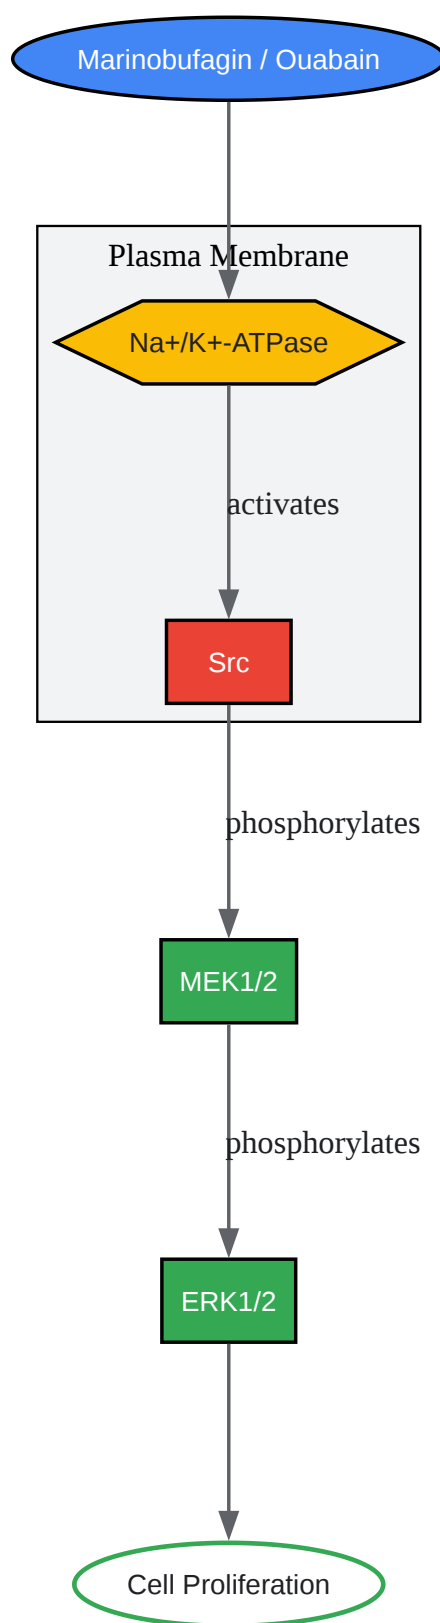 Marinobufagin / Ouabain
Plasma Membrane
Na+/K+-ATPase
activates
Src
phosphorylates
MEK1/2
phosphorylates
ERK1/2
Cell Proliferation